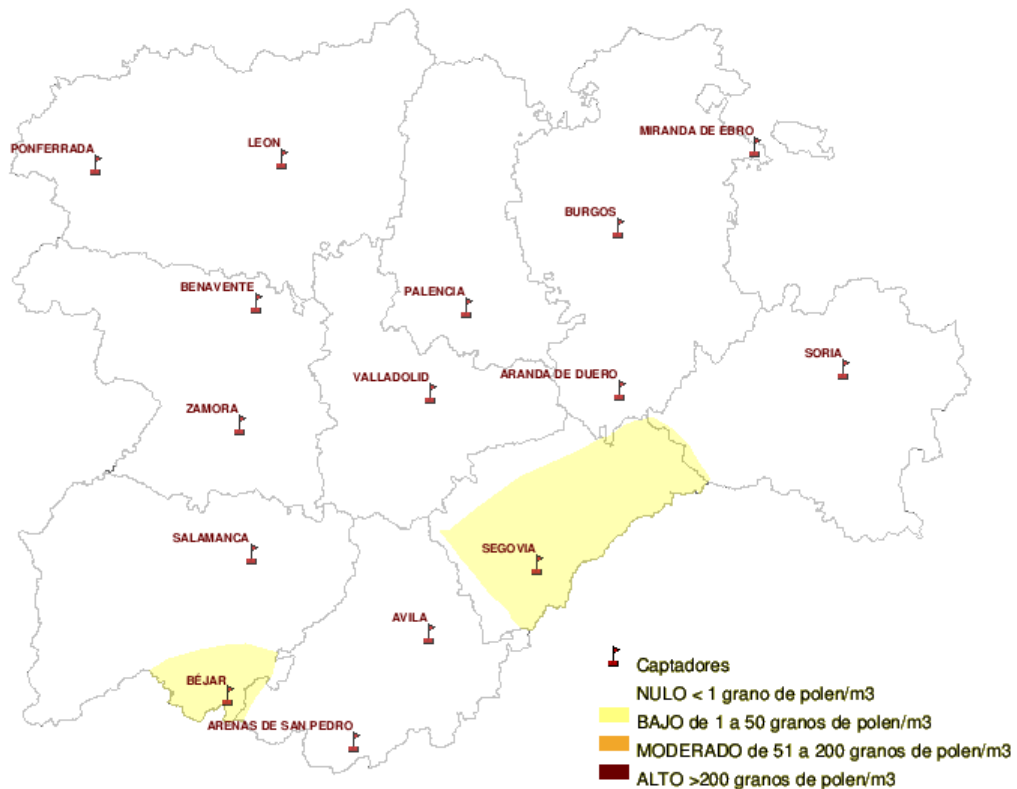 MIRANDA DE EBRO
PONFERRADA
LEON
BURGOS
BENAVENTE
PALENCIA
SORIA
VALLADOLID
ARANDA DE DUERO
ZAMORA
SALAMANCA
SEGOVIA
AVILA
BÉJAR
ARENAS DE SAN PEDRO
Captadores
NULO < 1 grano de polen/m3
BAJO de 1 a 50 granos de polen/m3
MODERADO de 51 a 200 granos de polen/m3
ALTO >200 granos de polen/m3